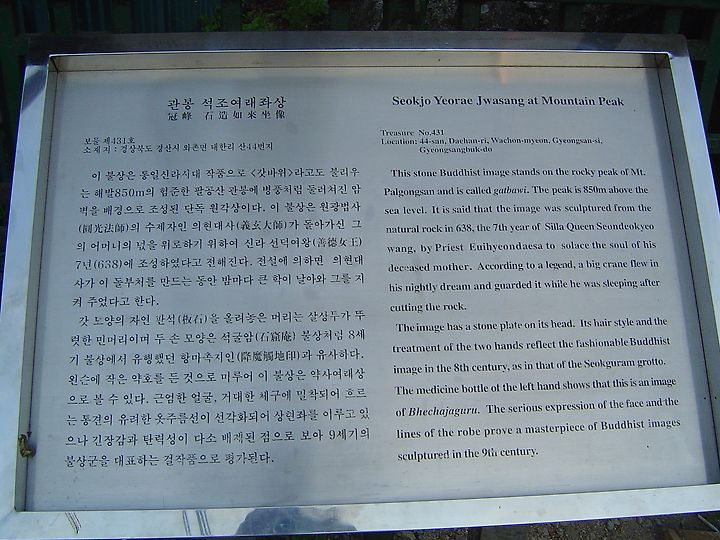 관봉 석조여래좌상
冠峰 石造如來坐像
보물 제431호
소재지 : 경상북도 경산시 와촌면 대한리 산44번지
이 불상은 통일신라시대 작품으로 <갓바위>라고도 불리우
는 해발850m의 험준한 팔공산 관봉에 병풍처럼 둘러쳐진 암
벽을 배경으로 조성된 단독 원각상이다. 이 불상은 원광법사
(圓光法師)의 수제자인 의현대사(義玄大師)가 돌아가신 그
의 어머니의 넋을 위로하기 위하여 신라 선덕여왕(善德女王)
7년(638)에 조성하였다고 전해진다. 전설에 의하면 의현대
사가 이 돌부처를 만드는 동안 밤마다 큰 학이 날아와 그를 지
켜 주었다고 한다.
갓 모양의 자연 판석(板石)을 올려놓은 머리는 살상투가 뚜
렷한 민머리이며 두 손 모양은 석굴암(石窟庵) 불상처럼 8세
기 불상에서 유행했던 항마촉지인(降魔觸地印)과 유사하다.
왼손에 작은 약호를 든 것으로 미루어 이 불상은 약사여래상
으로 볼 수 있다. 근엄한 얼굴, 거대한 체구에 밀착되어 흐르
는 통견의 유려한 옷주름선이 선각화되어 상현좌를 이루고 있
으나 긴장감과 탄력성이 다소 배제된 점으로 보아 9세기의
불상군을 대표하는 걸작품으로 평가된다.
Seokjo Yeorae Jwasang at Mountain Peak
Treasure No.431
Location: 44-san, Daehan-ri, Wachon-myeon, Gyeongsan-si,
Gyeongsangbuk-do
This stone Buddhist image stands on the rocky peak of Mt.
Palgongsan and is called gatbawi. The peak is 850m above the
sea level. It is said that the image was sculptured from the
natural rock in 638, the 7th year of Silla Queen Seondeokyeo
wang, by Priest Euihyeondaesa to solace the soul of his
deceased mother. According to a legend, a big crane flew in
his nightly dream and guarded it while he was sleeping after
cutting the rock.
The image has a stone plate on its head. Its hair style and the
treatment of the two hands reflect the fashionable Buddhist
image in the 8th century, as in that of the Seokguram grotto.
The medicine bottle of the left hand shows that this is an image
of Bhechajaguru. The serious expression of the face and the
lines of the robe prove a masterpiece of Buddhist images
sculptured in the 9th century.